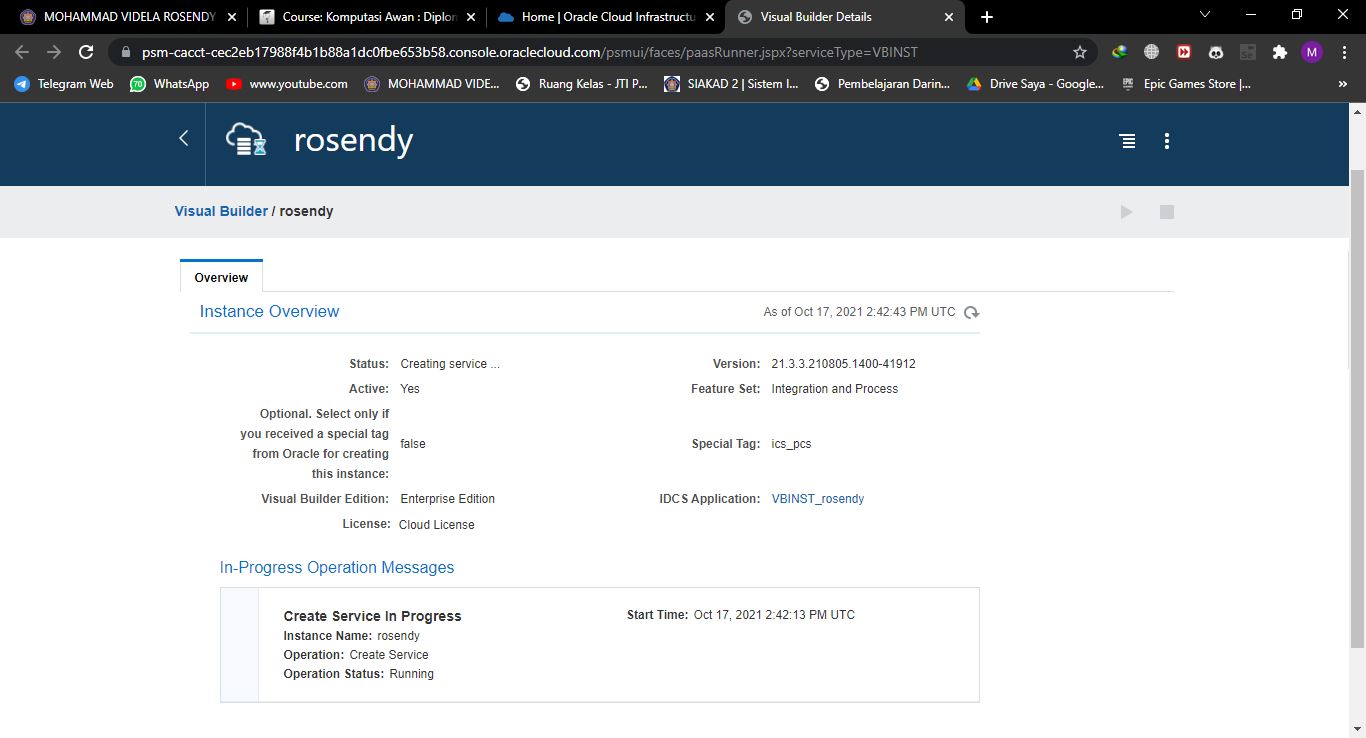 MOHAMMAD VIDELA ROSENDY
Course: Komputasi Awan : Diplom
Home | Oracle Cloud Infrastructu
Visual Builder Details
psm-cacct-cec2eb17988f4b1b88a1dc0fbe653b58.console.oraclecloud.com/psmui/faces/paasRunner.jspx?serviceType=VBINST
M
Telegram Web
70
WhatsApp
www.youtube.com
MOHAMMAD VIDE...
Ruang Kelas - JTI P...
SIAKAD 2 | Sistem I...
Pembelajaran Darin...
Drive Saya - Google...
Epic Games Store |...
rosendy
Visual Builder / rosendy
Overview
Instance Overview
As of Oct 17, 2021 2:42:43 PM UTC
Status: Creating service ...
Version: 21.3.3.210805.1400-41912
Active: Yes
Feature Set: Integration and Process
Optional. Select only if
you received a special tag
from Oracle for creating
this instance:
false
Special Tag: ics_pcs
Visual Builder Edition: Enterprise Edition
IDCS Application: VBINST_rosendy
License: Cloud License
In-Progress Operation Messages
Create Service In Progress
Start Time: Oct 17, 2021 2:42:13 PM UTC
Instance Name: rosendy
Operation: Create Service
Operation Status: Running